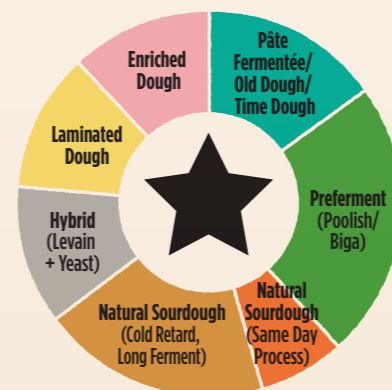 Pâte
Fermentée/
Old Dough/
Time Dough
Preferment
(Poolish/
Biga)
Natural
Sourdough
(Same Day
Process)
Natural Sourdough
(Cold Retard,
Long Ferment)
Hybrid
(Levain
+ Yeast)
Laminated
Dough
Enriched
Dough